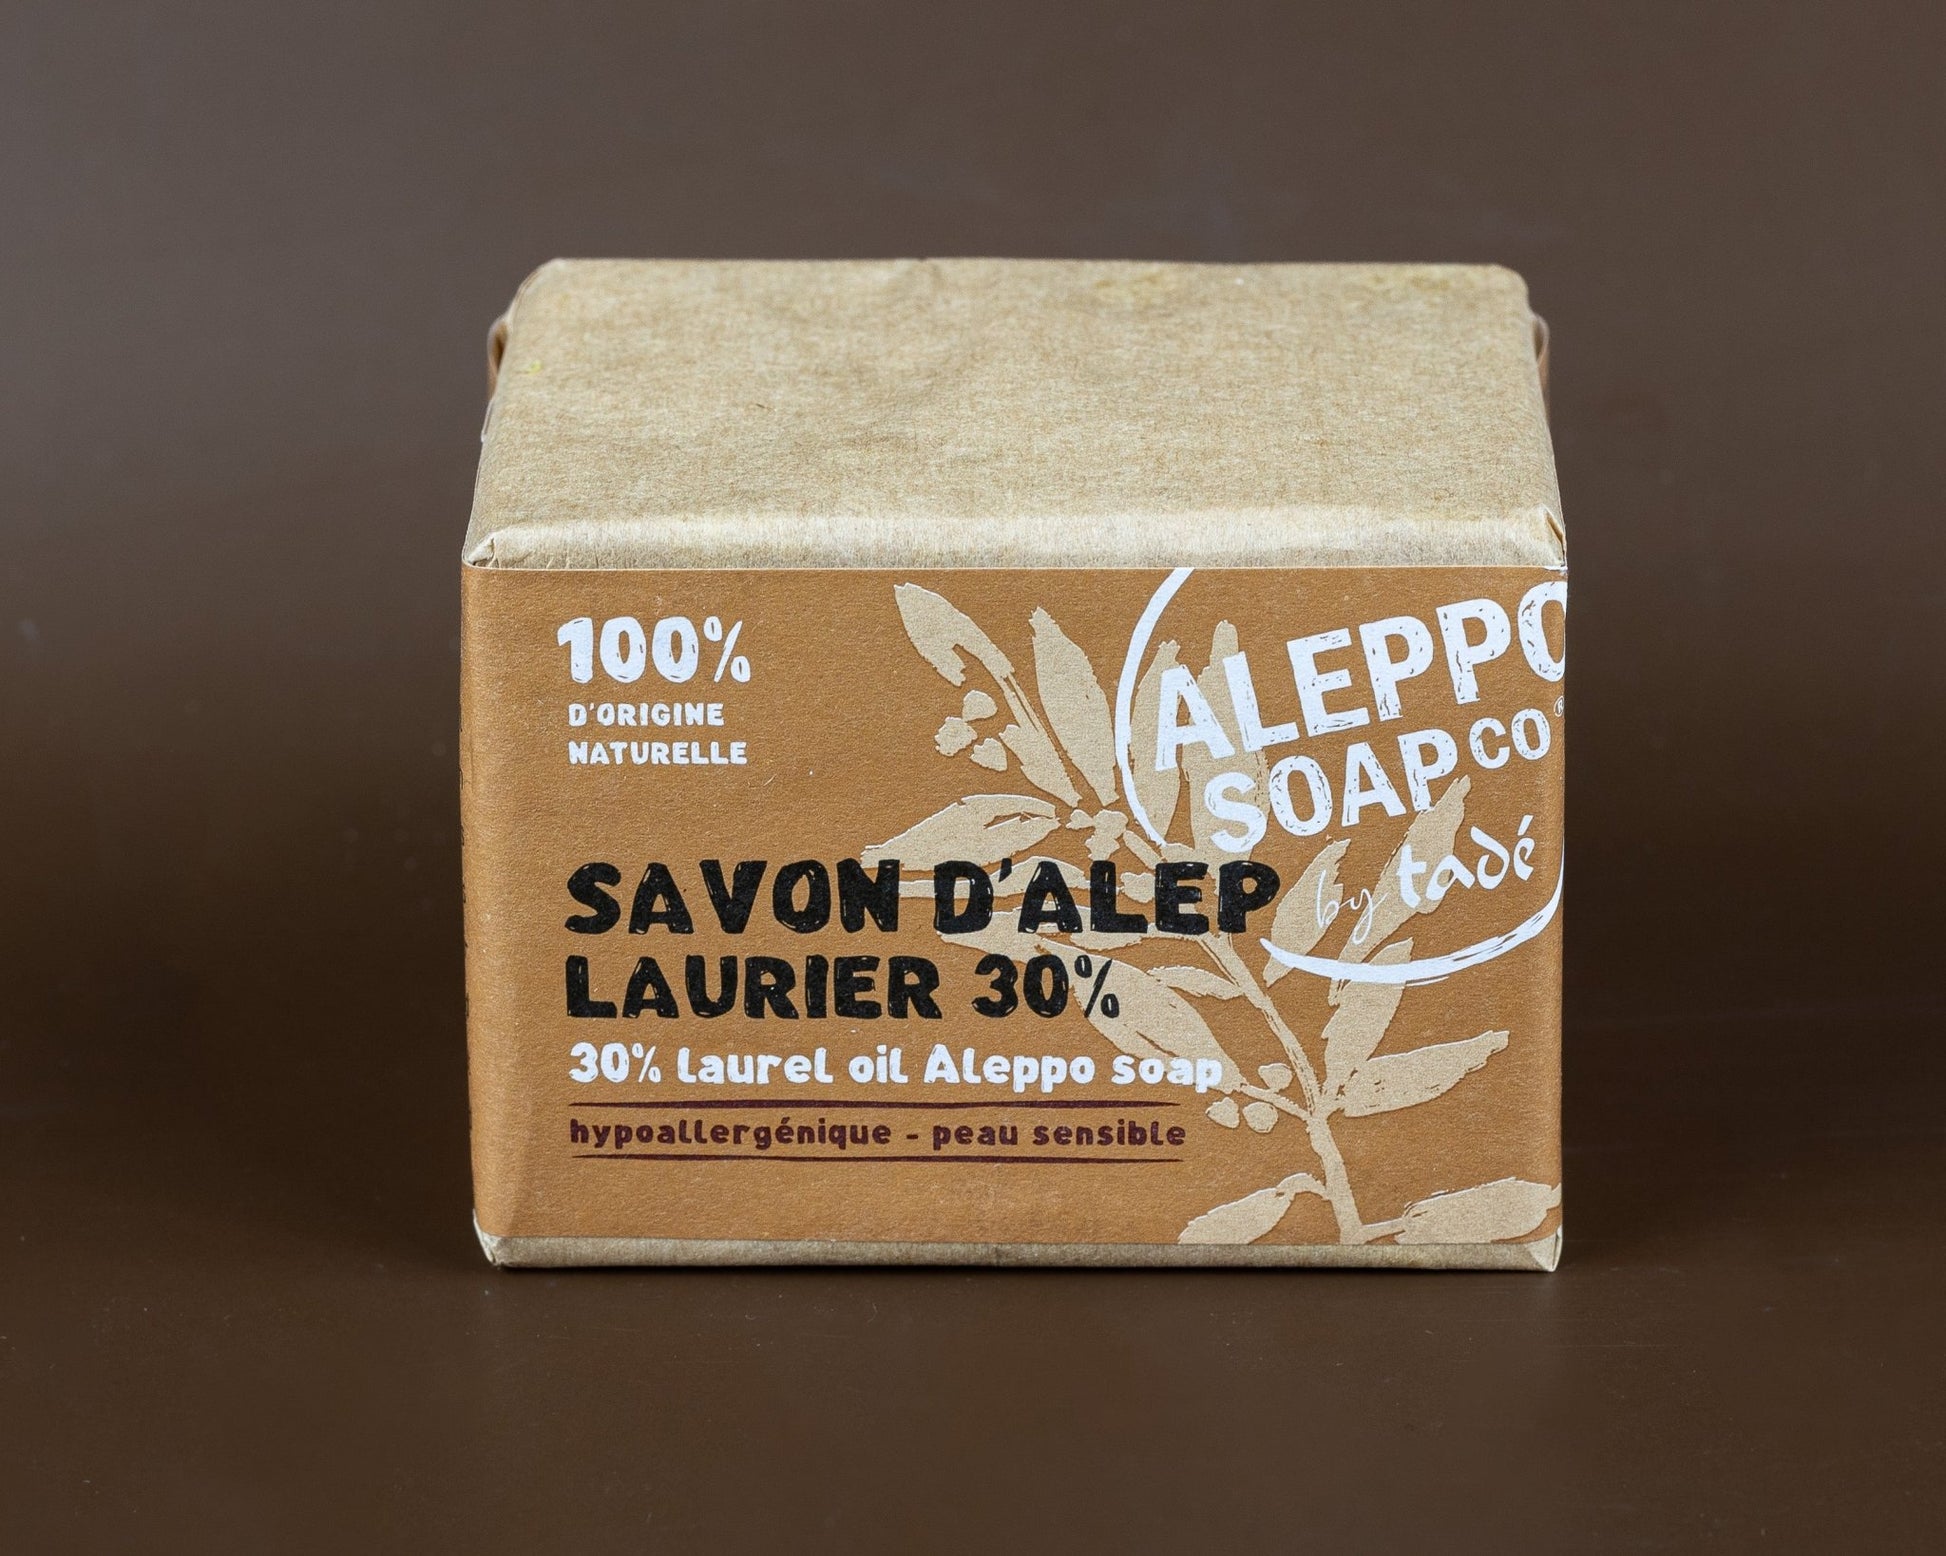 100%
D'ORIGINE
NATURELLE
ALEPPO
SOAP CO®
by tadé
SAVON D'ALEP
LAURIER 30%
30% laurel oil Aleppo soap
hypoallergénique - peau sensible